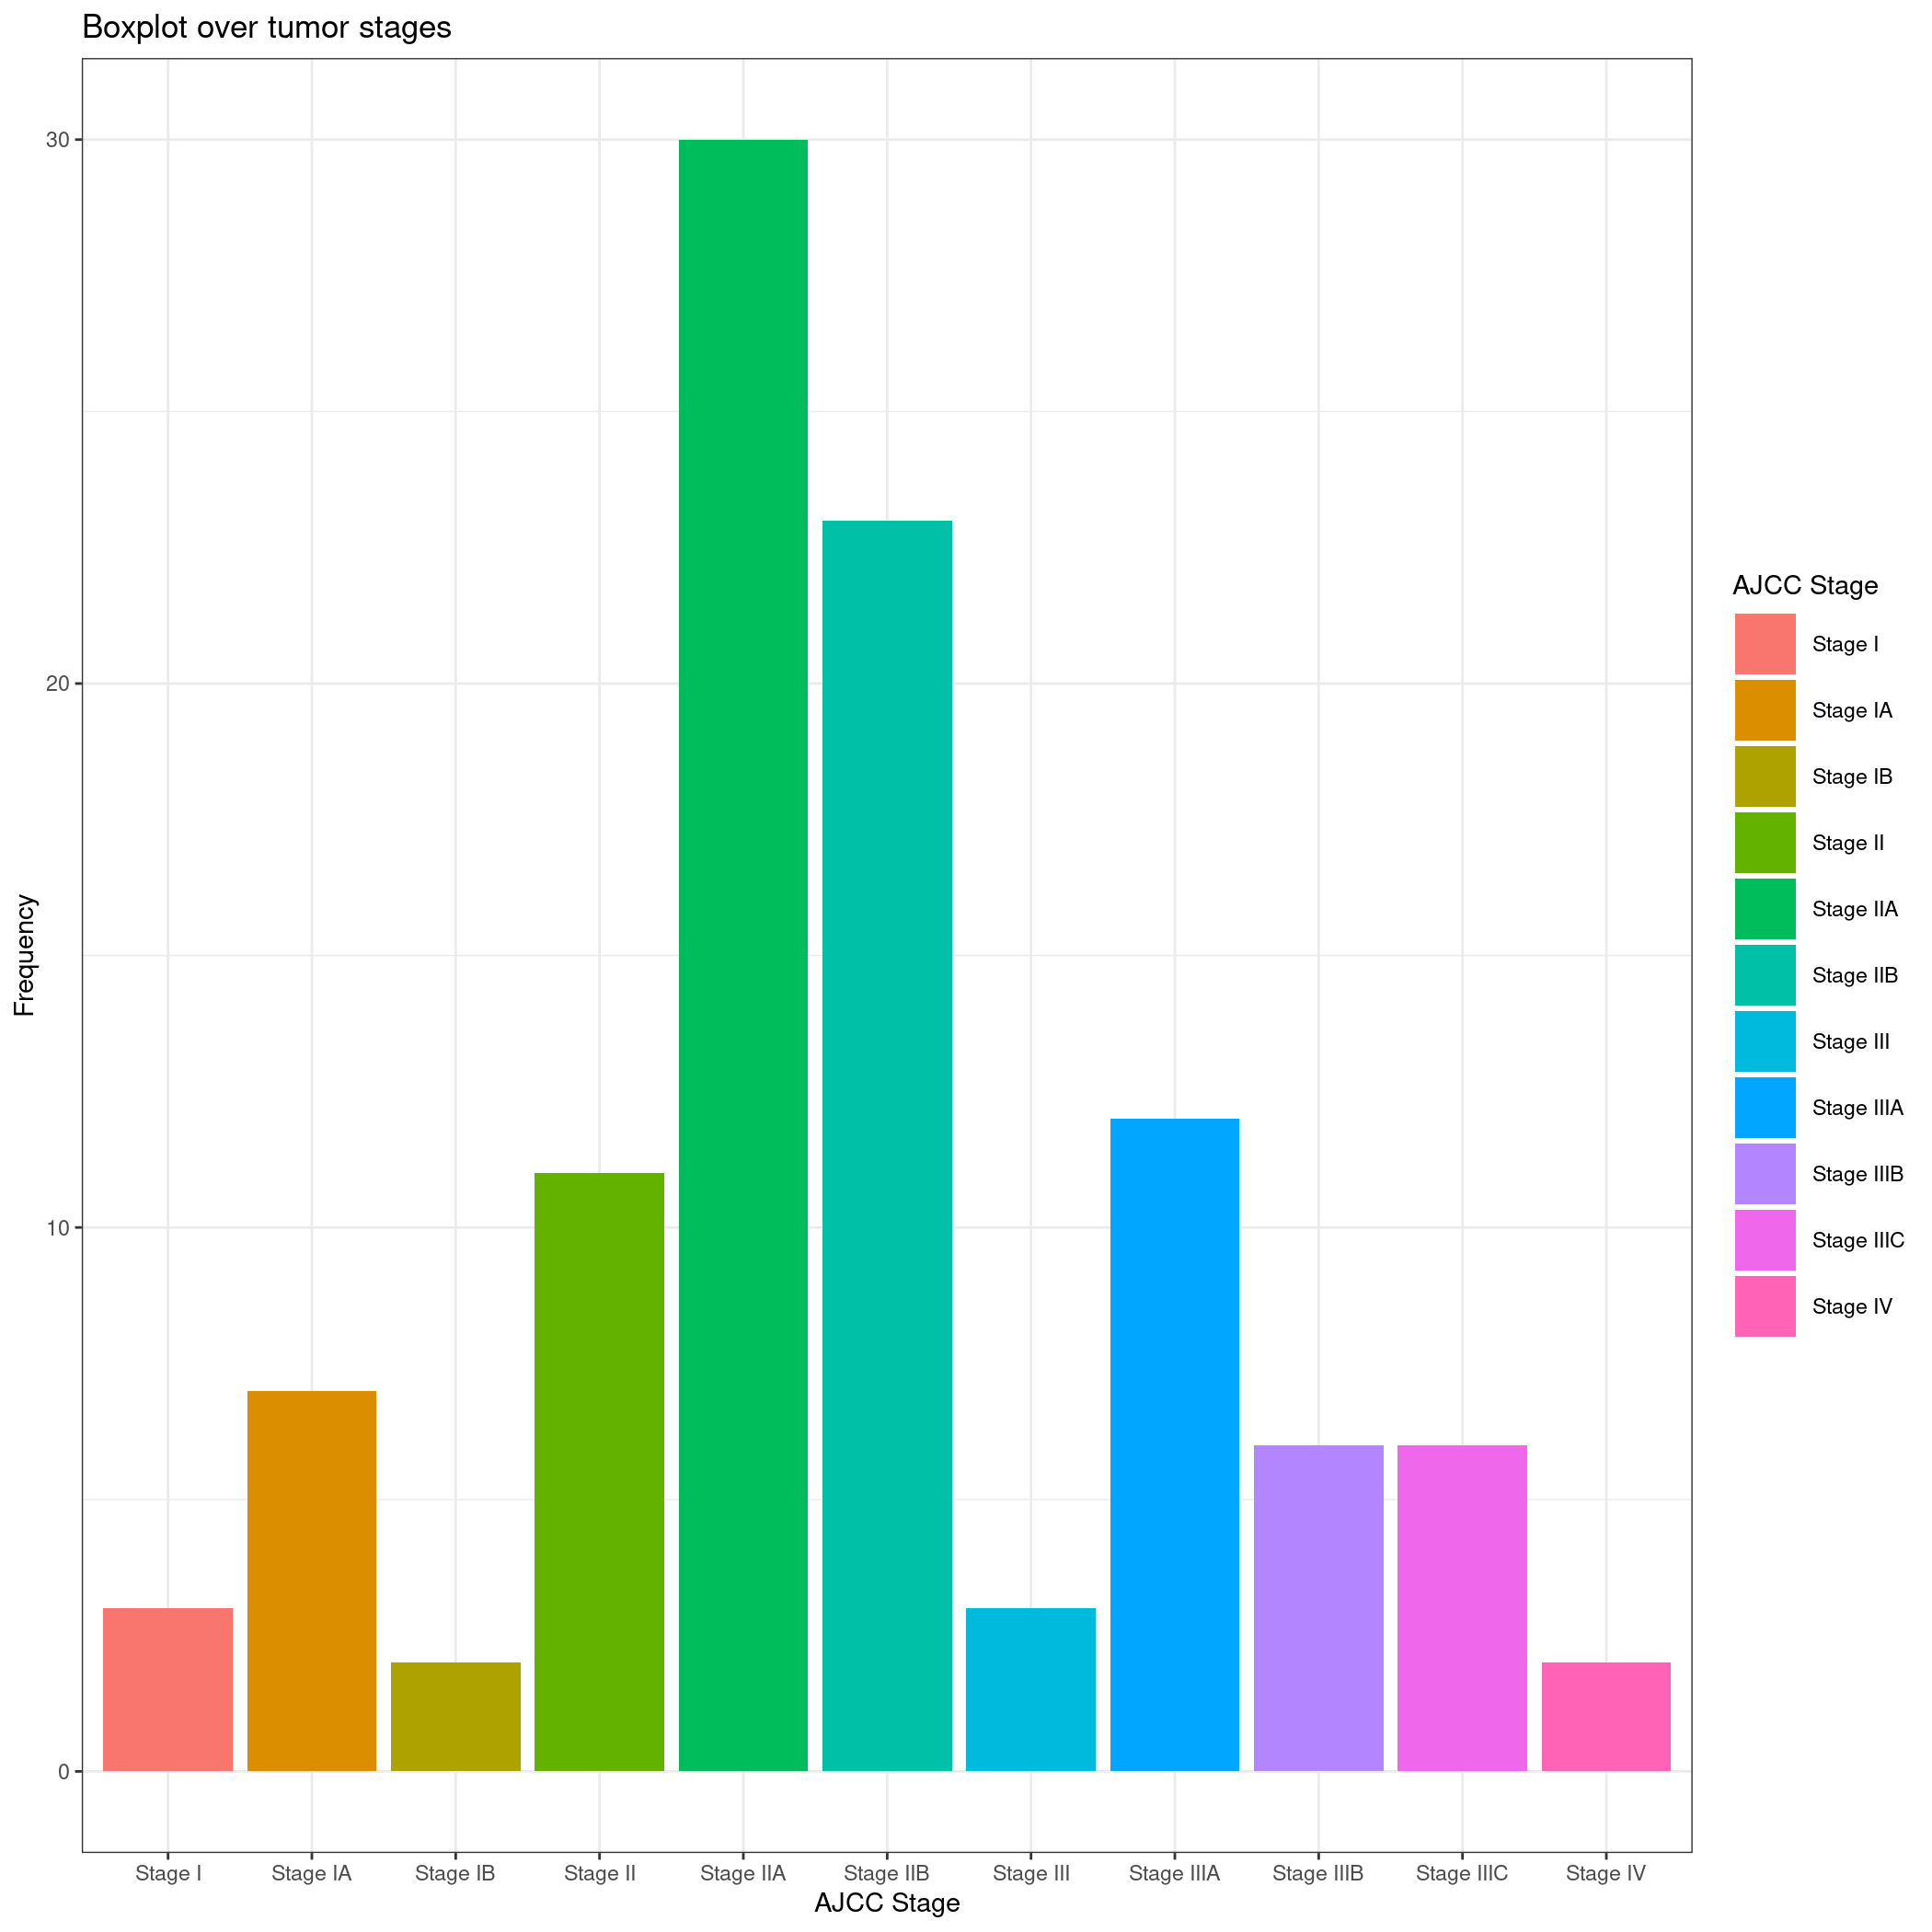 Boxplot over tumor stages
30
20
10
0
Frequency
Stage I
Stage IA
Stage IB
Stage II
Stage IIA
Stage IIB
Stage III
Stage IIIA
Stage IIIB
Stage IIIC
Stage IV
AJCC Stage
AJCC Stage
Stage I
Stage IA
Stage IB
Stage II
Stage IIA
Stage IIB
Stage III
Stage IIIA
Stage IIIB
Stage IIIC
Stage IV